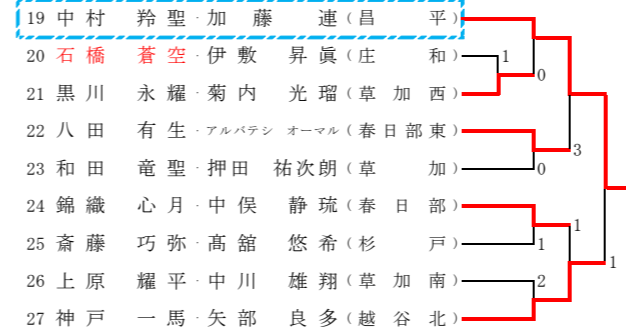 19 中村 羚聖・加藤 連(昌平)
20 石橋 蒼空・伊敷 昇眞(庄和) 1
0
21 黒川 永耀・菊内 光瑠(草加西)
22 八田 有生・アルバテシ オーマル(春日部東)
3
23 和田 竜聖・押田 祐次朗(草加) 0
24 錦織 心月・中俣 静琉(春日部)
1
25 斎藤 巧弥・髙舘 悠希(杉戸) 1
1
26 上原 耀平・中川 雄翔(草加南) 2
27 神戸 一馬・矢部 良多(越谷北)